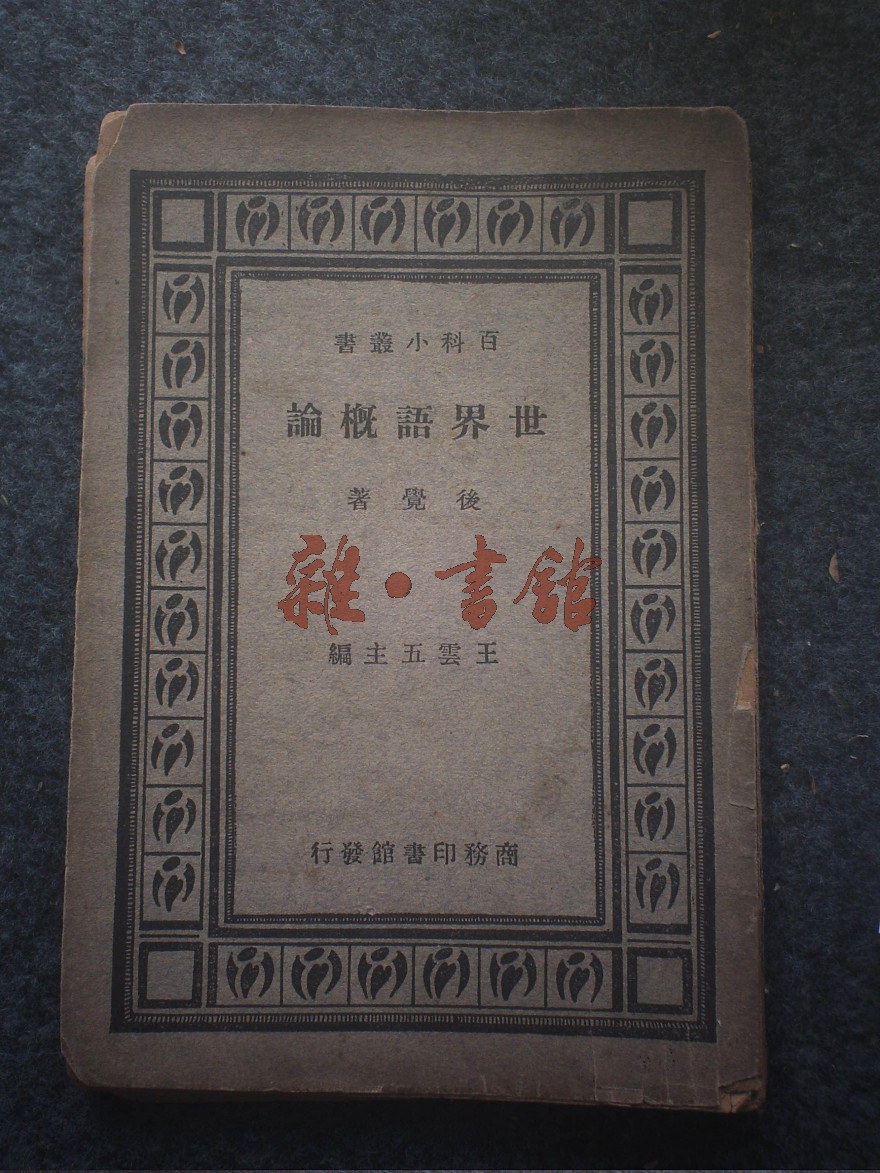 百科小叢書
世界語概論
後覺著
雜·書館
王雲五主編
商務印書館發行